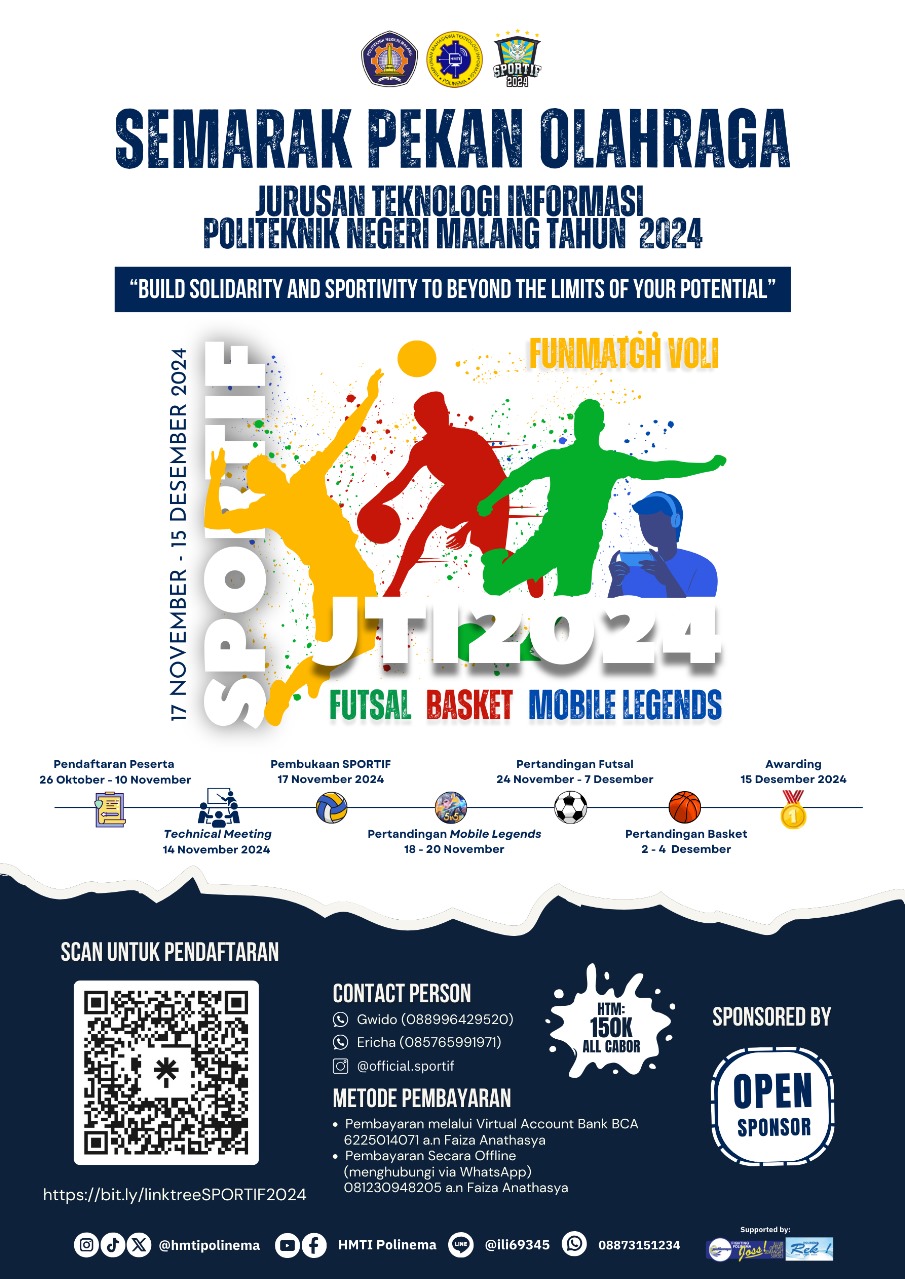 SPORTIF
2024
SEMARAK PEKAN OLAHRAGA
JURUSAN TEKNOLOGI INFORMASI
POLITEKNIK NEGERI MALANG TAHUN 2024
“BUILD SOLIDARITY AND SPORTIVITY TO BEYOND THE LIMITS OF YOUR POTENTIAL”
17 NOVEMBER - 15 DESEMBER 2024
SPORTIF
FUNMATCH VOLI
JTI2024
FUTSAL BASKET MOBILE LEGENDS
Pendaftaran Peserta
26 Oktober - 10 November
Technical Meeting
14 November 2024
Pembukaan SPORTIF
17 November 2024
Pertandingan Mobile Legends
18 - 20 November
Pertandingan Futsal
24 November - 7 Desember
Pertandingan Basket
2 - 4 Desember
Awarding
15 Desember 2024
SCAN UNTUK PENDAFTARAN
https://bit.ly/linktreeSPORTIF2024
CONTACT PERSON
Gwido (088996429520)
Ericha (085765991971)
@official.sportif
METODE PEMBAYARAN
• Pembayaran melalui Virtual Account Bank BCA
6225014071 a.n Faiza Anathasya
• Pembayaran Secara Offline
(menghubungi via WhatsApp)
081230948205 a.n Faiza Anathasya
HTM:
150K
ALL CABOR
SPONSORED BY
OPEN
SPONSOR
@hmtipolinema
HMTI Polinema
LINE
@ili69345
08873151234
Supported by:
Joss!
Rek !